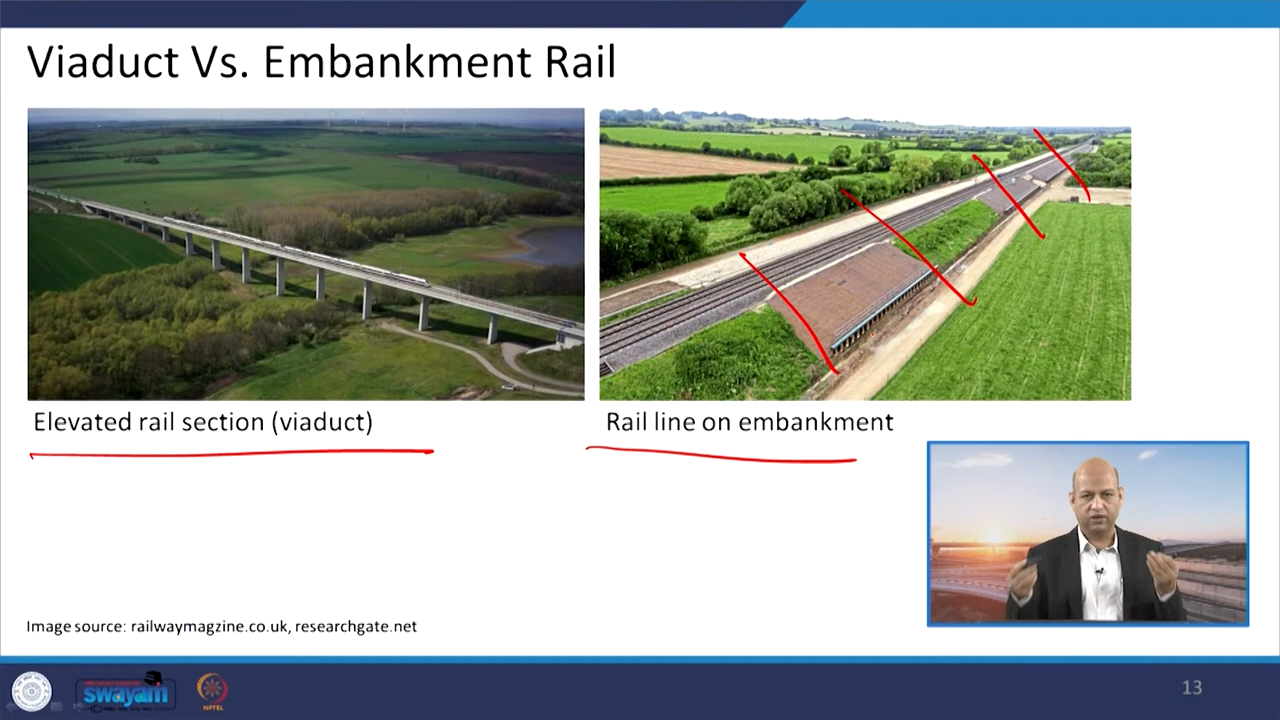 Viaduct Vs. Embankment Rail
Elevated rail section (viaduct)
Rail line on embankment
Image source: railwaymagzine.co.uk, researchgate.net
swayam
NPTEL
13